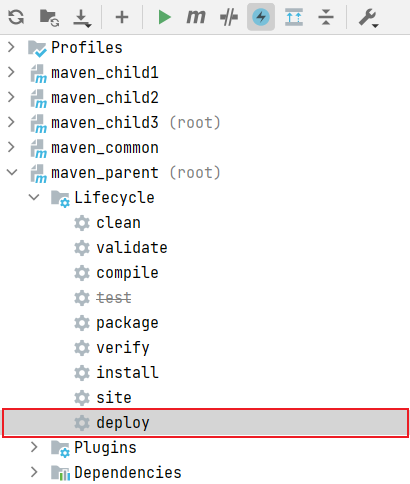 Profiles
maven_child1
maven_child2
maven_child3 (root)
maven_common
maven_parent (root)
Lifecycle
clean
validate
compile
test
package
verify
install
site
deploy
Plugins
Dependencies